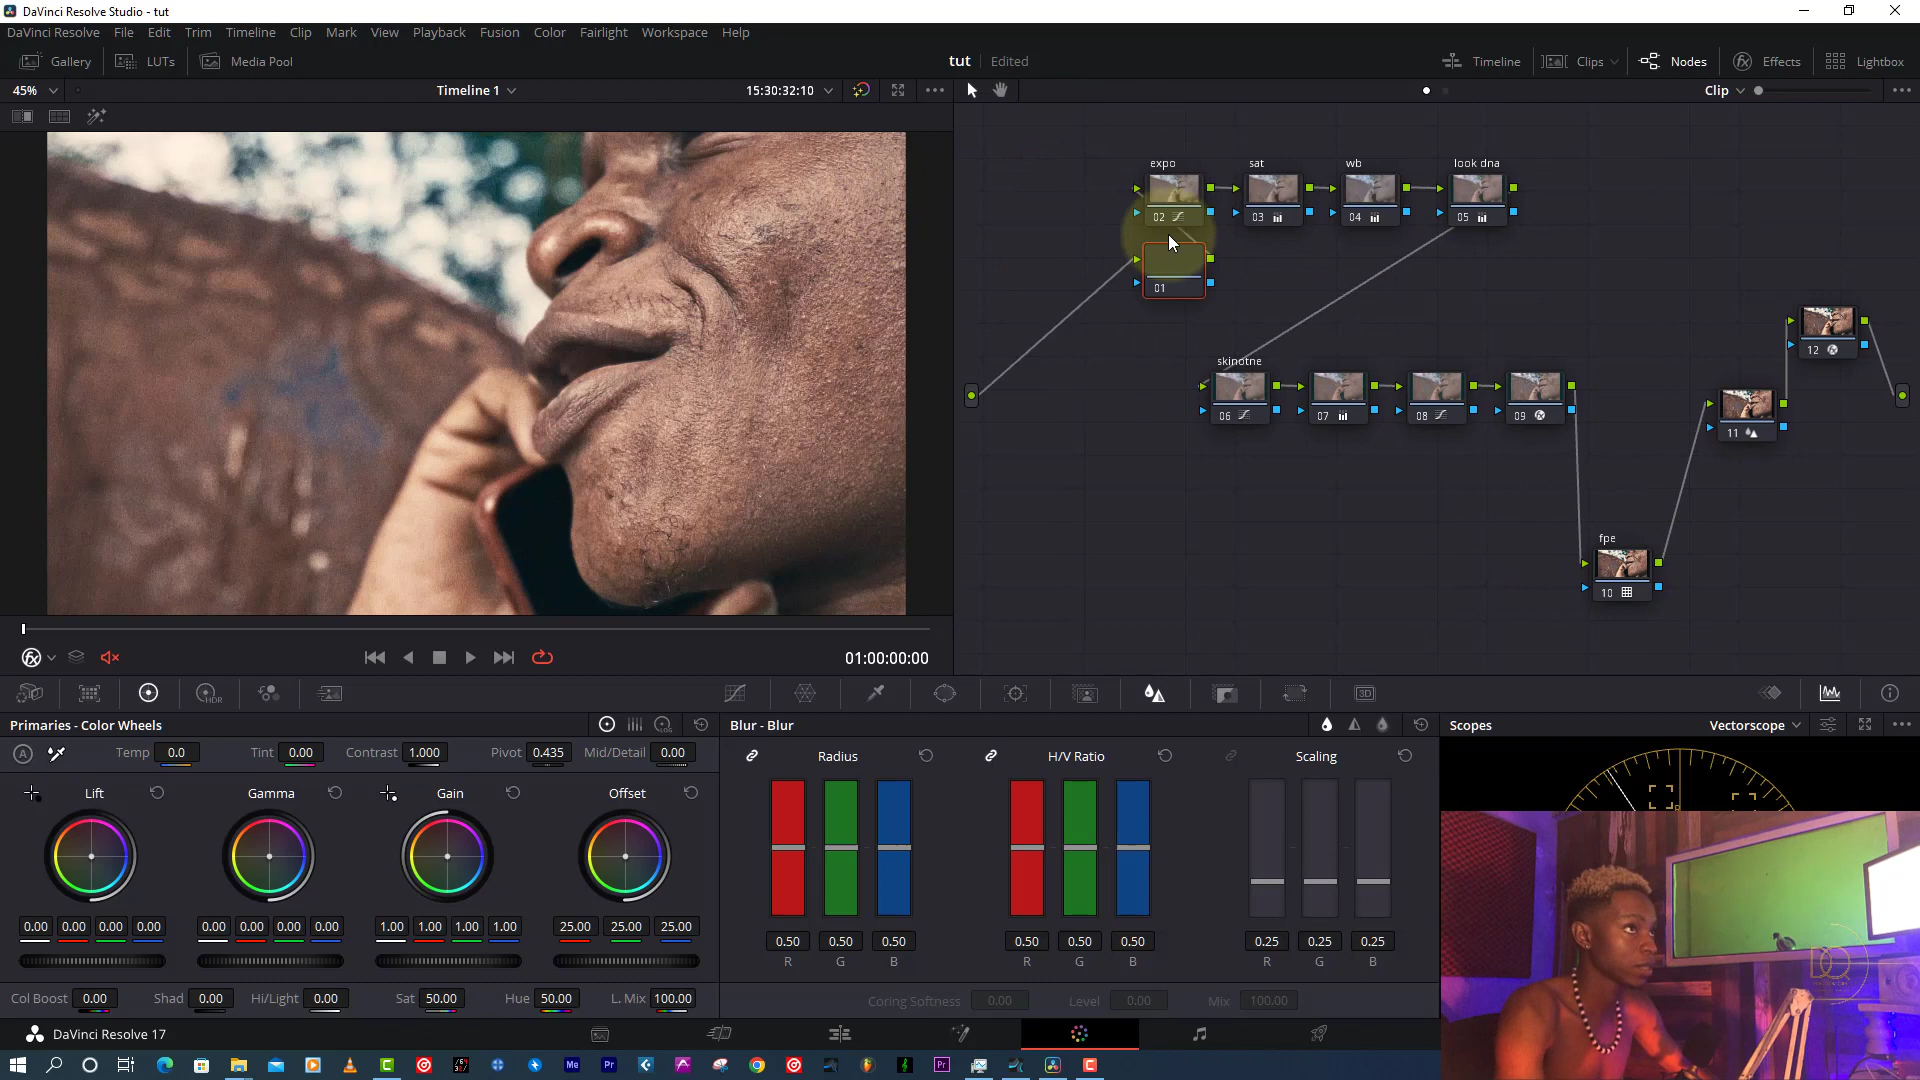 DaVinci Resolve Studio - tut
DaVinci Resolve File Edit Trim Timeline Clip Mark View Playback Fusion Color Fairlight Workspace Help
Gallery LUTs Media Pool tut Edited Timeline Clips Nodes Effects Lightbox
45% Timeline 1 15:30:32:10 Clip
expo sat wb look dna
02 03 04 05
01
skinotne
06 07 08 09
12
11
fpe
10
01:00:00:00
HDR 3D
Primaries - Color Wheels Blur - Blur Scopes Vectorscope
Temp 0.0 Tint 0.00 Contrast 1.000 Pivot 0.435 Mid/Detail 0.00
Radius H/V Ratio Scaling
Lift Gamma Gain Offset
0.00 0.00 0.00 0.00 0.00 0.00 0.00 0.00 1.00 1.00 1.00 1.00 25.00 25.00 25.00
0.50 0.50 0.50 0.50 0.50 0.50 0.25 0.25 0.25
R G B R G B R G B
Col Boost 0.00 Shad 0.00 Hi/Light 0.00 Sat 50.00 Hue 50.00 L. Mix 100.00
Coring Softness 0.00 Level 0.00 Mix 100.00
DaVinci Resolve 17
Me Pr Pr